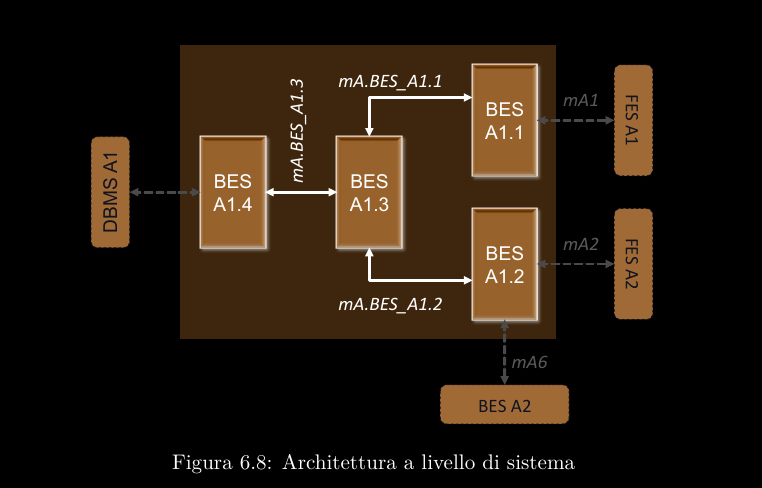 mA.BES_A1.1
mA.BES_A1.3
BES
A1.1
mA1
FES A1
DBMS A1
BES
A1.4
BES
A1.3
BES
A1.2
mA2
FES A2
mA.BES_A1.2
mA6
BES A2
Figura 6.8: Architettura a livello di sistema